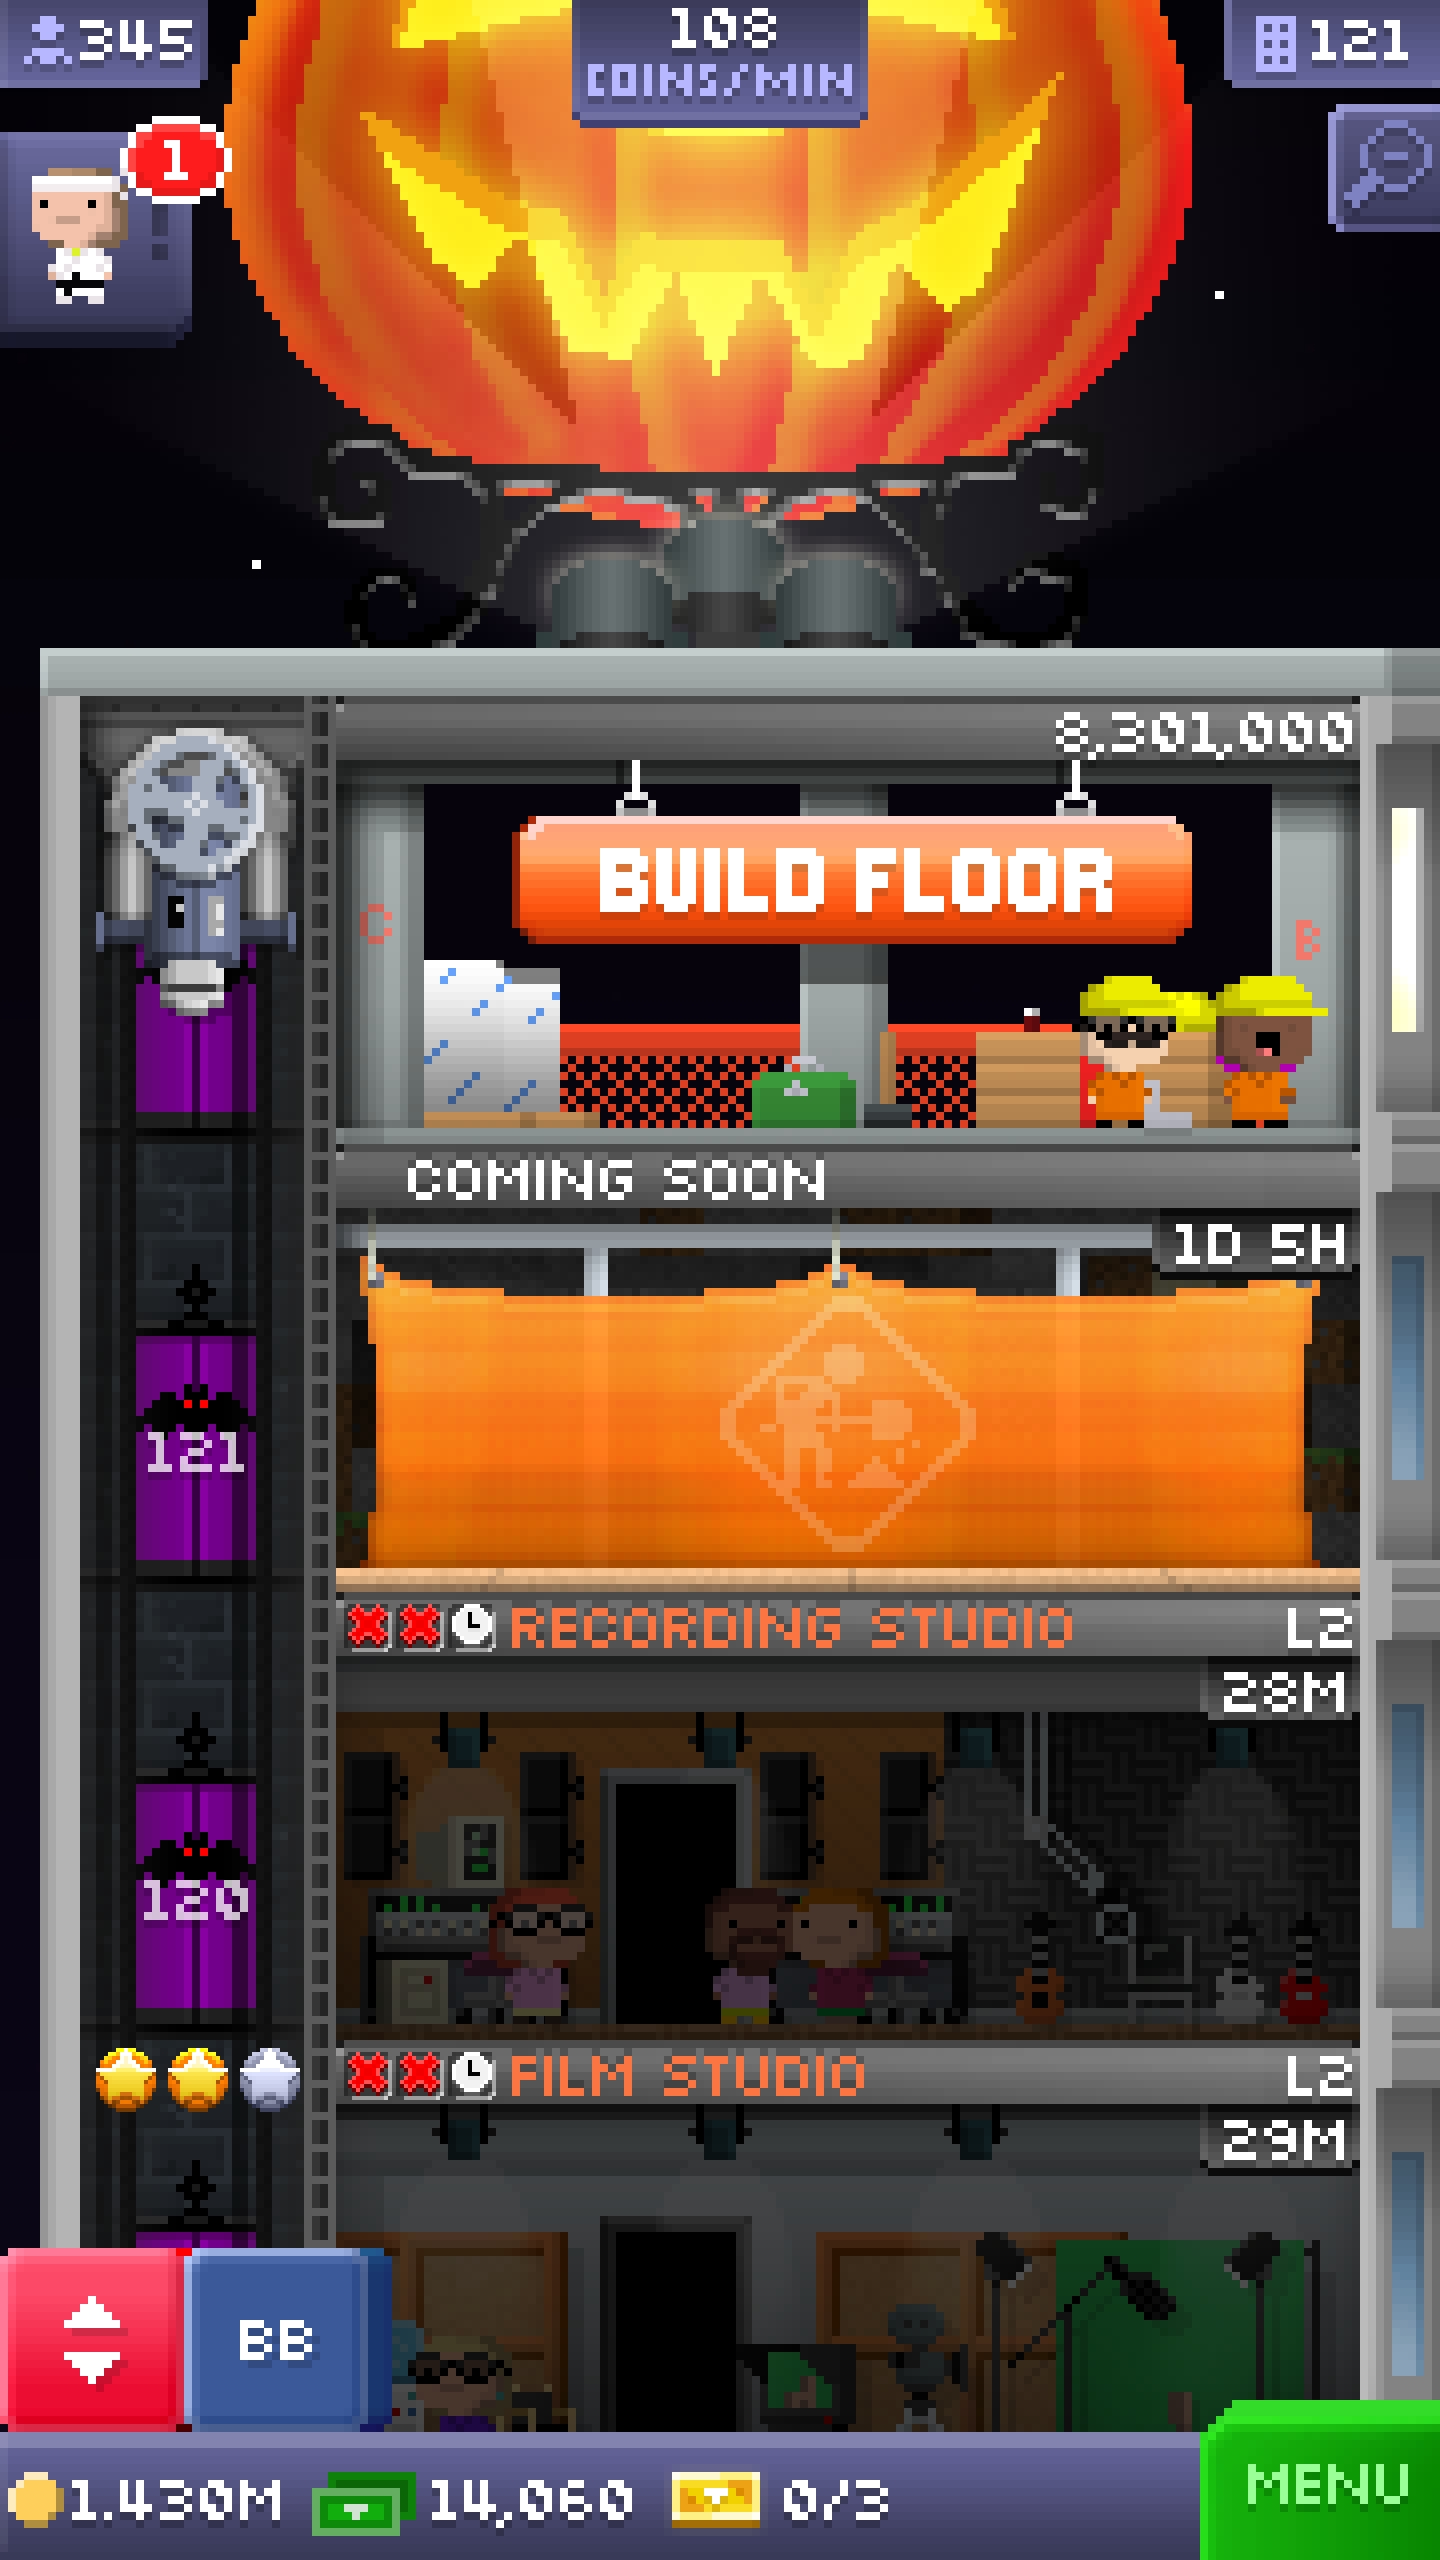 345
108
COINS/MIN
121
1
8,301,000
BUILD FLOOR
C
B
COMING SOON
1D 5H
121
RECORDING STUDIO
L2
28M
120
FILM STUDIO
L2
29M
BB
1.430M
14,060
0/3
MENU